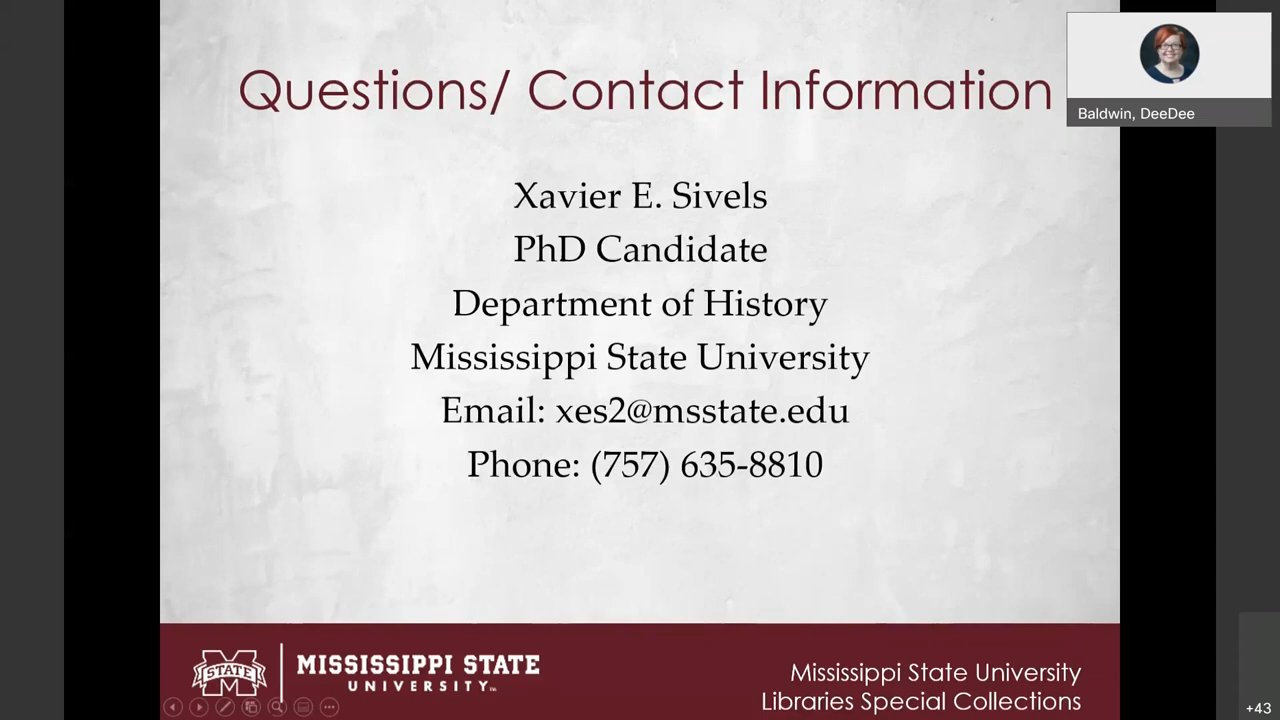 Questions/ Contact Information
Baldwin, DeeDee
Xavier E. Sivels
PhD Candidate
Department of History
Mississippi State University
Email: xes2@msstate.edu
Phone: (757) 635-8810
STATE
MISSISSIPPI STATE
UNIVERSITY™
Mississippi State University
Libraries Special Collections
+43